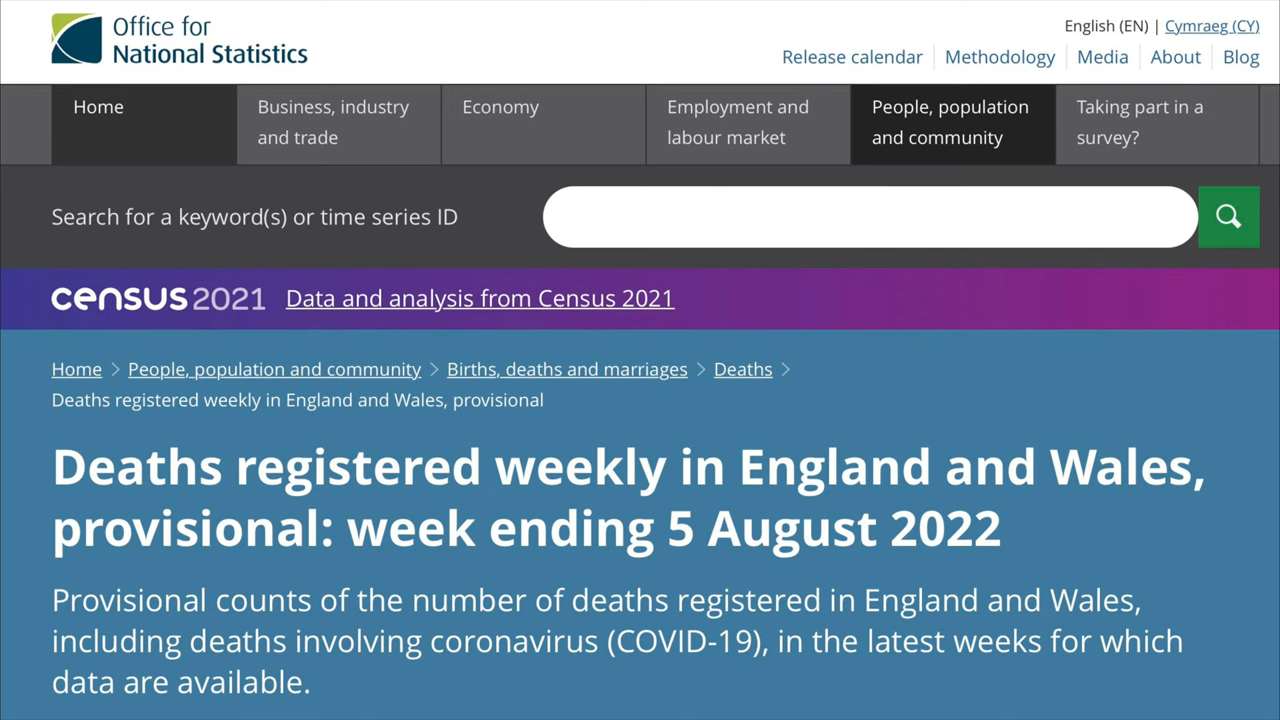 Office for
National Statistics
English (EN) | Cymraeg (CY)
Release calendar
Methodology
Media
About
Blog
Home
Business, industry
and trade
Economy
Employment and
labour market
People, population
and community
Taking part in a
survey?
Search for a keyword(s) or time series ID
census 2021 Data and analysis from Census 2021
Home > People, population and community > Births, deaths and marriages > Deaths >
Deaths registered weekly in England and Wales, provisional
Deaths registered weekly in England and Wales,
provisional: week ending 5 August 2022
Provisional counts of the number of deaths registered in England and Wales,
including deaths involving coronavirus (COVID-19), in the latest weeks for which
data are available.